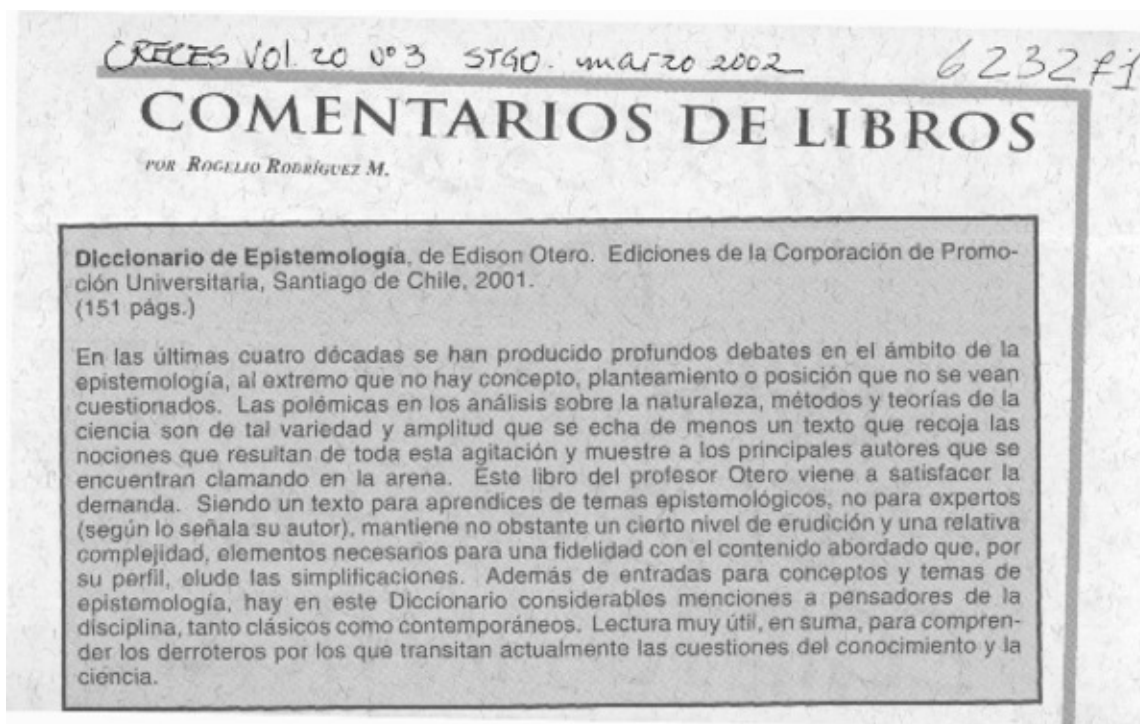 CRECES Vol. 20 nº 3 STGO. marzo 2002 6232 f1
COMENTARIOS DE LIBROS
POR ROGELIO RODRÍGUEZ M.
Diccionario de Epistemología, de Edison Otero. Ediciones de la Corporación de Promo-
ción Universitaria, Santiago de Chile, 2001.
(151 págs.)
En las últimas cuatro décadas se han producido profundos debates en el ámbito de la
epistemología, al extremo que no hay concepto, planteamiento o posición que no se vean
cuestionados. Las polémicas en los análisis sobre la naturaleza, métodos y teorías de la
ciencia son de tal variedad y amplitud que se echa de menos un texto que recoja las
nociones que resultan de toda esta agitación y muestre a los principales autores que se
encuentran clamando en la arena. Este libro del profesor Otero viene a satisfacer la
demanda. Siendo un texto para aprendices de temas epistemológicos, no para expertos
(según lo señala su autor), mantiene no obstante un cierto nivel de erudición y una relativa
complejidad, elementos necesarios para una fidelidad con el contenido abordado que, por
su perfil, elude las simplificaciones. Además de entradas para conceptos y temas de
epistemología, hay en este Diccionario considerables menciones a pensadores de la
disciplina, tanto clásicos como contemporáneos. Lectura muy útil, en suma, para compren-
der los derroteros por los que transitan actualmente las cuestiones del conocimiento y la
ciencia.